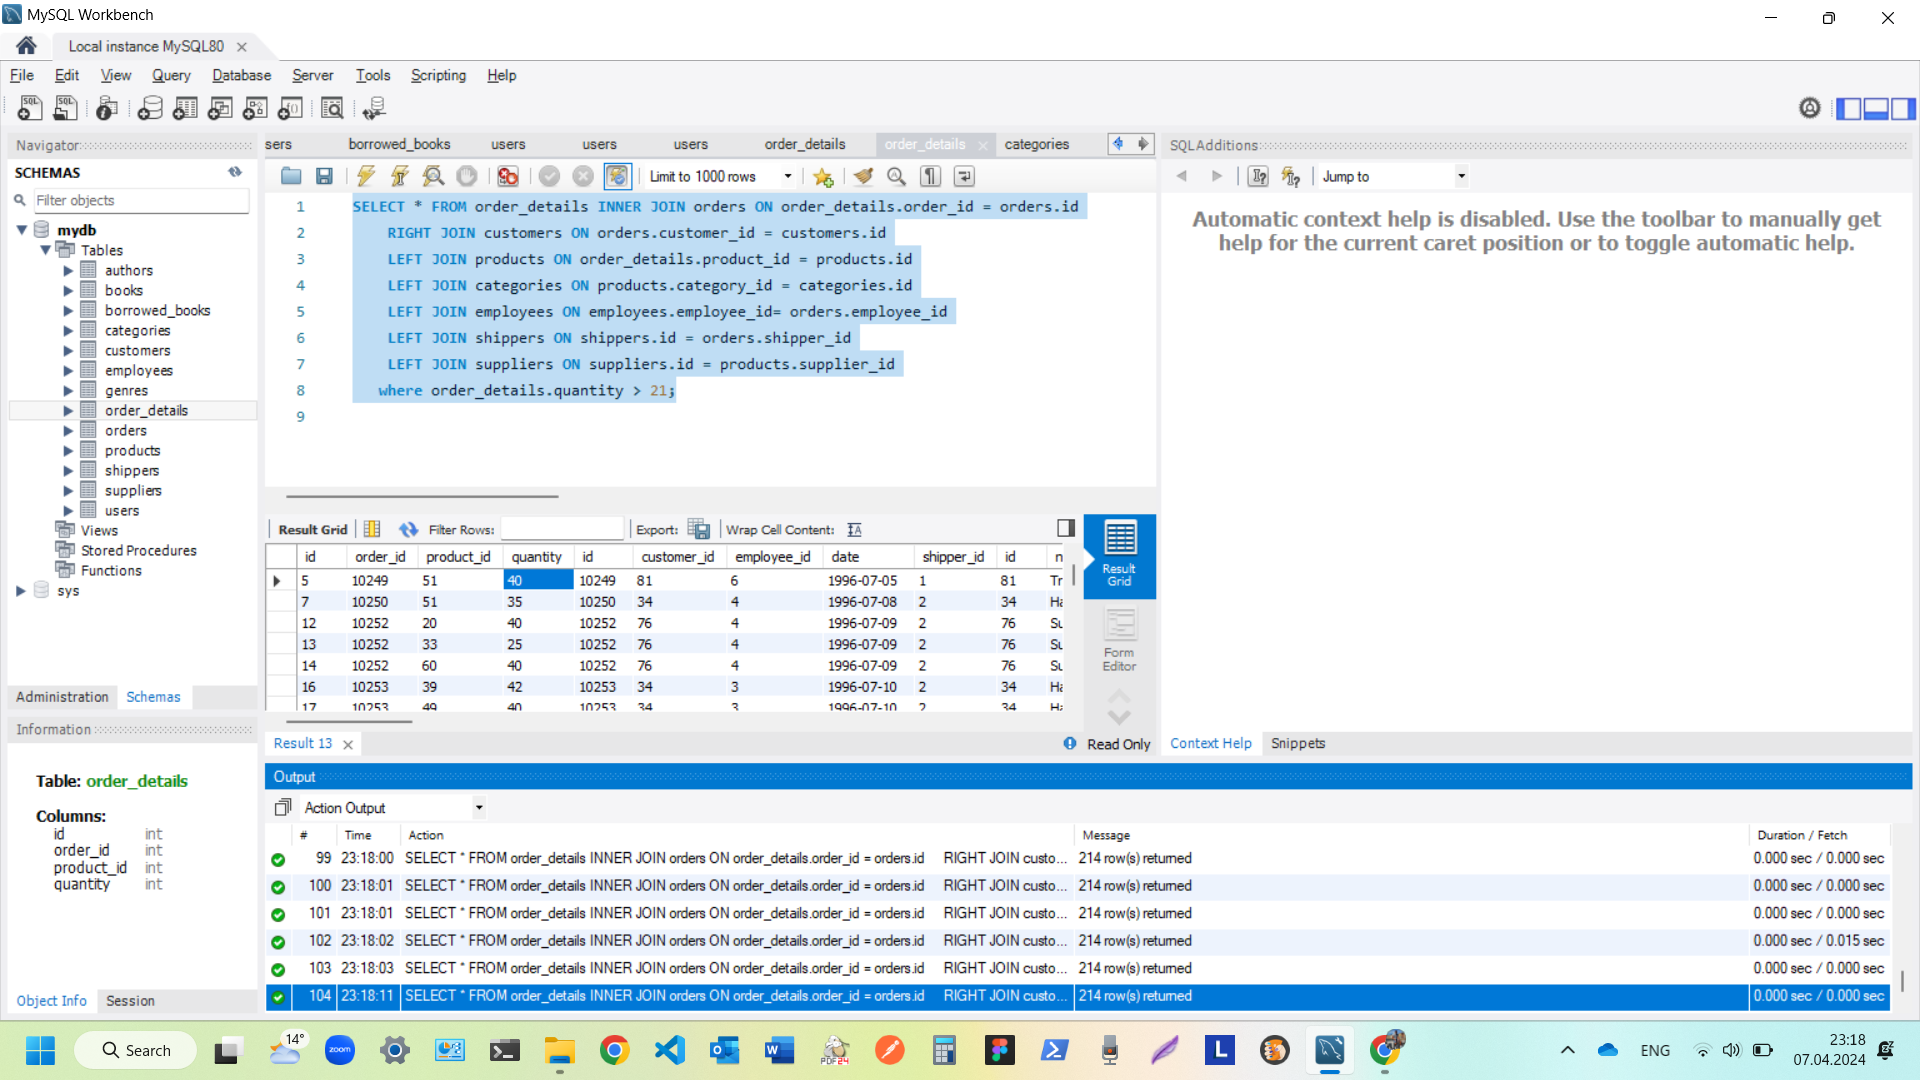 MySQL Workbench
Local instance MySQL80
File Edit View Query Database Server Tools Scripting Help
Navigator
SCHEMAS
Filter objects
mydb
Tables
authors
books
borrowed_books
categories
customers
employees
genres
order_details
orders
products
shippers
suppliers
users
Views
Stored Procedures
Functions
sys
Administration Schemas
Information
Table: order_details
Columns:
id int
order_id int
product_id int
quantity int
Object Info Session
sers borrowed_books users users users order_details order_details categories
Limit to 1000 rows
1 SELECT * FROM order_details INNER JOIN orders ON order_details.order_id = orders.id
2 RIGHT JOIN customers ON orders.customer_id = customers.id
3 LEFT JOIN products ON order_details.product_id = products.id
4 LEFT JOIN categories ON products.category_id = categories.id
5 LEFT JOIN employees ON employees.employee_id= orders.employee_id
6 LEFT JOIN shippers ON shippers.id = orders.shipper_id
7 LEFT JOIN suppliers ON suppliers.id = products.supplier_id
8 where order_details.quantity > 21;
9
Result Grid Filter Rows: Export: Wrap Cell Content:
id order_id product_id quantity id customer_id employee_id date shipper_id id n
5 10249 51 40 10249 81 6 1996-07-05 1 81 Tr
7 10250 51 35 10250 34 4 1996-07-08 2 34 Ha
12 10252 20 40 10252 76 4 1996-07-09 2 76 Su
13 10252 33 25 10252 76 4 1996-07-09 2 76 Su
14 10252 60 40 10252 76 4 1996-07-09 2 76 Su
16 10253 39 42 10253 34 3 1996-07-10 2 34 Ha
17 10253 49 40 10253 34 3 1996-07-10 2 34 Ha
Result
Grid
Form
Editor
Result 13
Read Only
SQLAdditions
Jump to
Automatic context help is disabled. Use the toolbar to manually get
help for the current caret position or to toggle automatic help.
Context Help Snippets
Output
Action Output
# Time Action Message Duration / Fetch
99 23:18:00 SELECT * FROM order_details INNER JOIN orders ON order_details.order_id = orders.id RIGHT JOIN custo... 214 row(s) returned 0.000 sec / 0.000 sec
100 23:18:01 SELECT * FROM order_details INNER JOIN orders ON order_details.order_id = orders.id RIGHT JOIN custo... 214 row(s) returned 0.000 sec / 0.000 sec
101 23:18:01 SELECT * FROM order_details INNER JOIN orders ON order_details.order_id = orders.id RIGHT JOIN custo... 214 row(s) returned 0.000 sec / 0.000 sec
102 23:18:02 SELECT * FROM order_details INNER JOIN orders ON order_details.order_id = orders.id RIGHT JOIN custo... 214 row(s) returned 0.000 sec / 0.015 sec
103 23:18:03 SELECT * FROM order_details INNER JOIN orders ON order_details.order_id = orders.id RIGHT JOIN custo... 214 row(s) returned 0.000 sec / 0.000 sec
104 23:18:11 SELECT * FROM order_details INNER JOIN orders ON order_details.order_id = orders.id RIGHT JOIN custo... 214 row(s) returned 0.000 sec / 0.000 sec
Search
14°
zoom
PDF24
L
ENG
23:18
07.04.2024